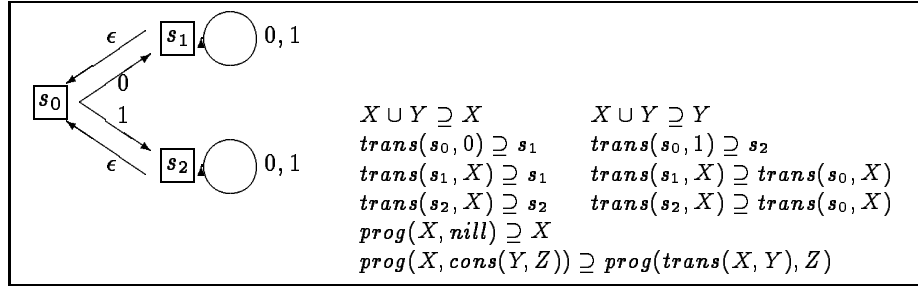 ϵ s₁ 0, 1
0
s₀
1
ϵ s₂ 0, 1
X ∪ Y ⊇ X X ∪ Y ⊇ Y
trans(s₀, 0) ⊇ s₁ trans(s₀, 1) ⊇ s₂
trans(s₁, X) ⊇ s₁ trans(s₁, X) ⊇ trans(s₀, X)
trans(s₂, X) ⊇ s₂ trans(s₂, X) ⊇ trans(s₀, X)
prog(X, nill) ⊇ X
prog(X, cons(Y, Z)) ⊇ prog(trans(X, Y), Z)